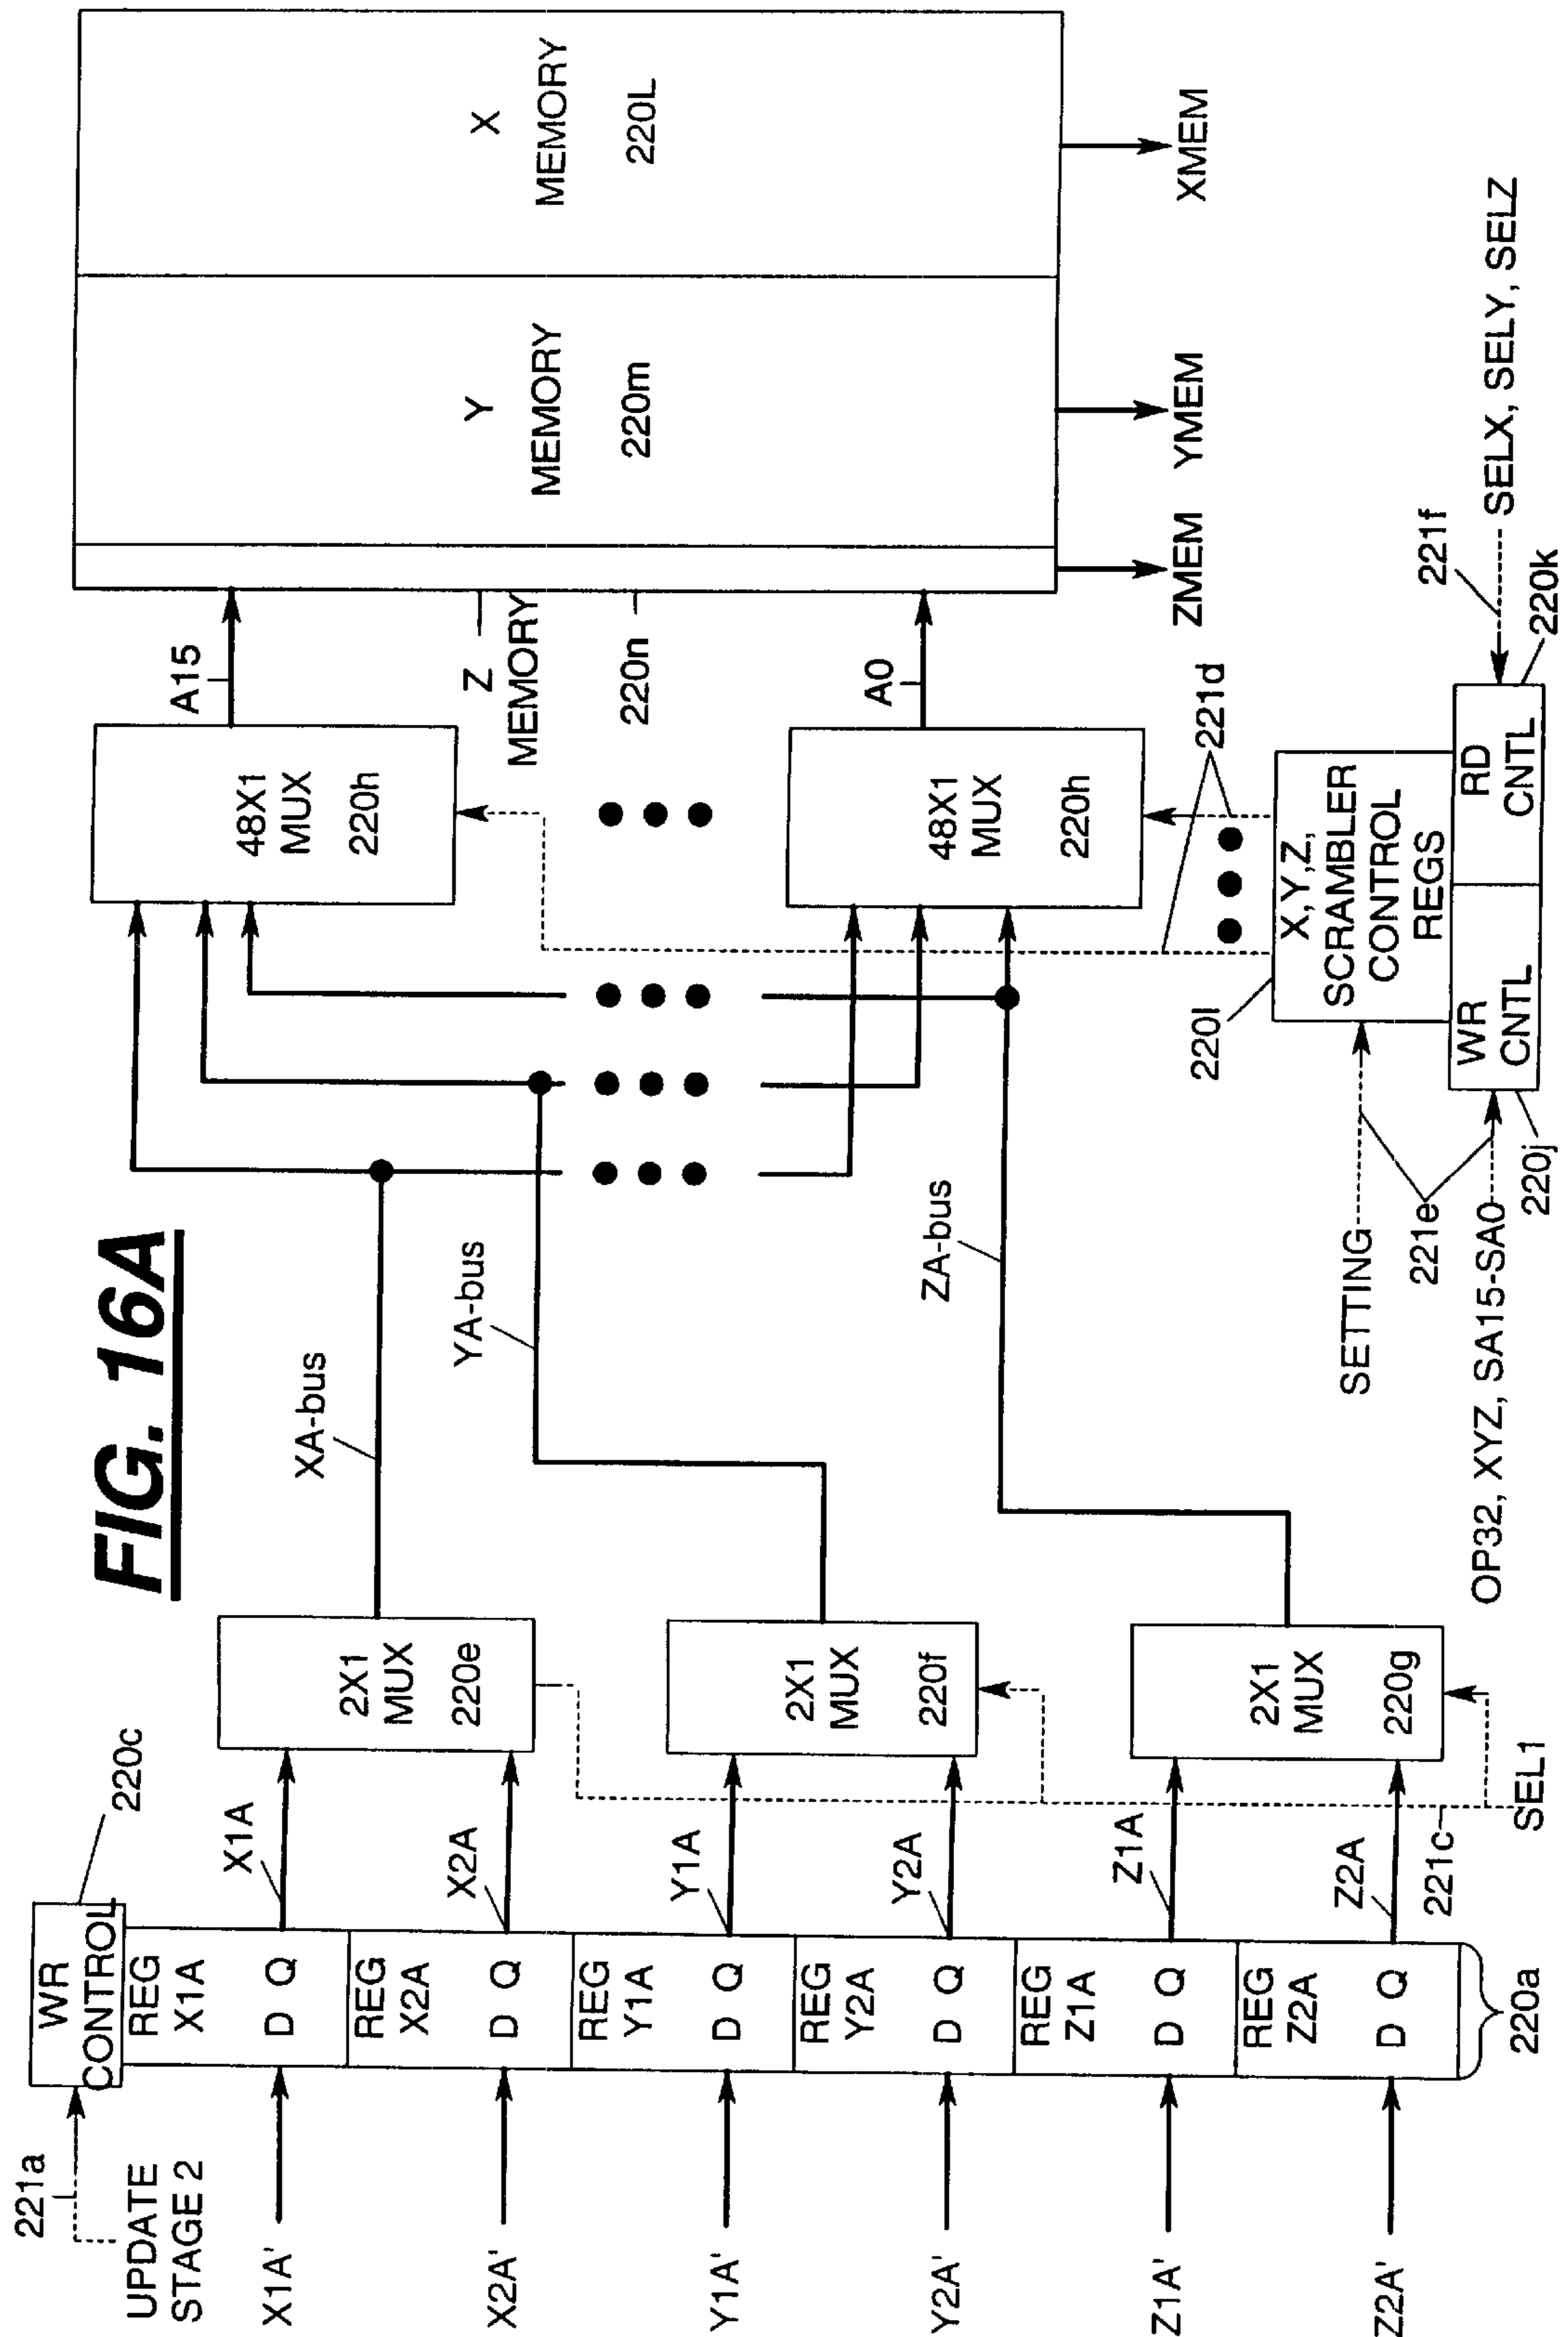 FIG. 16A
221a
UPDATE
STAGE 2
WR
CONTROL
220c
X1A'
X2A'
Y1A'
Y2A'
Z1A'
Z2A'
REG
X1A
D Q
REG
X2A
D Q
REG
Y1A
D Q
REG
Y2A
D Q
REG
Z1A
D Q
REG
Z2A
D Q
220a
X1A
X2A
Y1A
Y2A
Z1A
Z2A
221c
SEL1
2X1
MUX
220e
2X1
MUX
220f
2X1
MUX
220g
XA-bus
YA-bus
ZA-bus
48X1
MUX
220h
48X1
MUX
220h
A15
A0
Z
MEMORY
220n
Y
MEMORY
220m
X
MEMORY
220L
ZMEM
YMEM
XMEM
221d
220l
X,Y,Z,
SCRAMBLER
CONTROL
REGS
WR
CNTL
RD
CNTL
SETTING
221e
OP32, XYZ, SA15-SA0
220j
221f
220k
SELX, SELY, SELZ